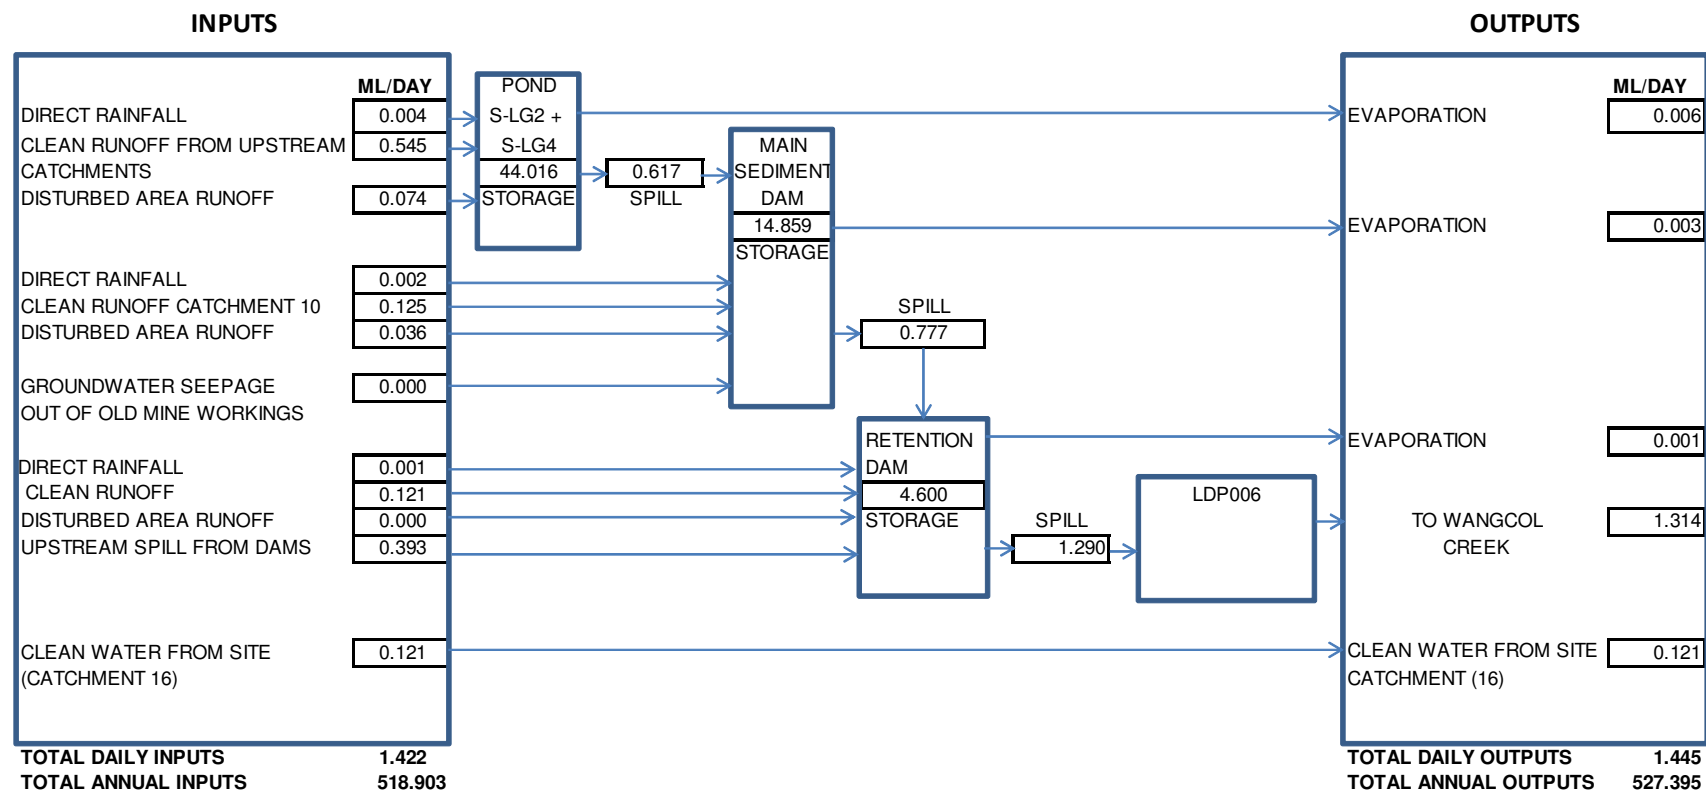 INPUTS
OUTPUTS
ML/DAY
DIRECT RAINFALL 0.004
CLEAN RUNOFF FROM UPSTREAM 0.545
CATCHMENTS
DISTURBED AREA RUNOFF 0.074
DIRECT RAINFALL 0.002
CLEAN RUNOFF CATCHMENT 10 0.125
DISTURBED AREA RUNOFF 0.036
GROUNDWATER SEEPAGE 0.000
OUT OF OLD MINE WORKINGS
DIRECT RAINFALL 0.001
CLEAN RUNOFF 0.121
DISTURBED AREA RUNOFF 0.000
UPSTREAM SPILL FROM DAMS 0.393
CLEAN WATER FROM SITE 0.121
(CATCHMENT 16)
TOTAL DAILY INPUTS 1.422
TOTAL ANNUAL INPUTS 518.903
POND
S-LG2 +
S-LG4
44.016
STORAGE
0.617
SPILL
MAIN
SEDIMENT
DAM
14.859
STORAGE
SPILL
0.777
RETENTION
DAM
4.600
STORAGE
SPILL
1.290
LDP006
ML/DAY
EVAPORATION 0.006
EVAPORATION 0.003
EVAPORATION 0.001
TO WANGCOL 1.314
CREEK
CLEAN WATER FROM SITE 0.121
CATCHMENT (16)
TOTAL DAILY OUTPUTS 1.445
TOTAL ANNUAL OUTPUTS 527.395